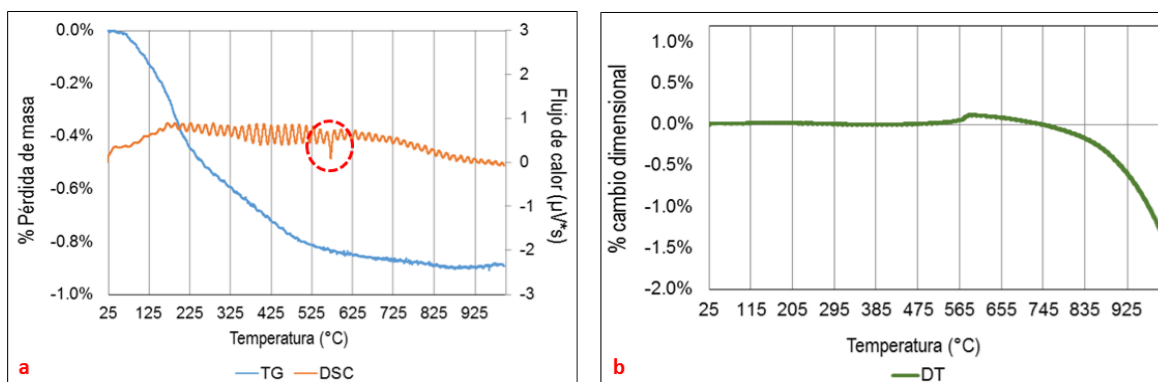 % Pérdida de masa
0.0%
-0.2%
-0.4%
-0.6%
-0.8%
-1.0%
3
2
1
0
-1
-2
-3
Flujo de calor (µV*s)
25 125 225 325 425 525 625 725 825 925
Temperatura (°C)
a
TG DSC
% cambio dimensional
1.0%
0.5%
0.0%
-0.5%
-1.0%
-1.5%
-2.0%
25 115 205 295 385 475 565 655 745 835 925
Temperatura (°C)
b
DT